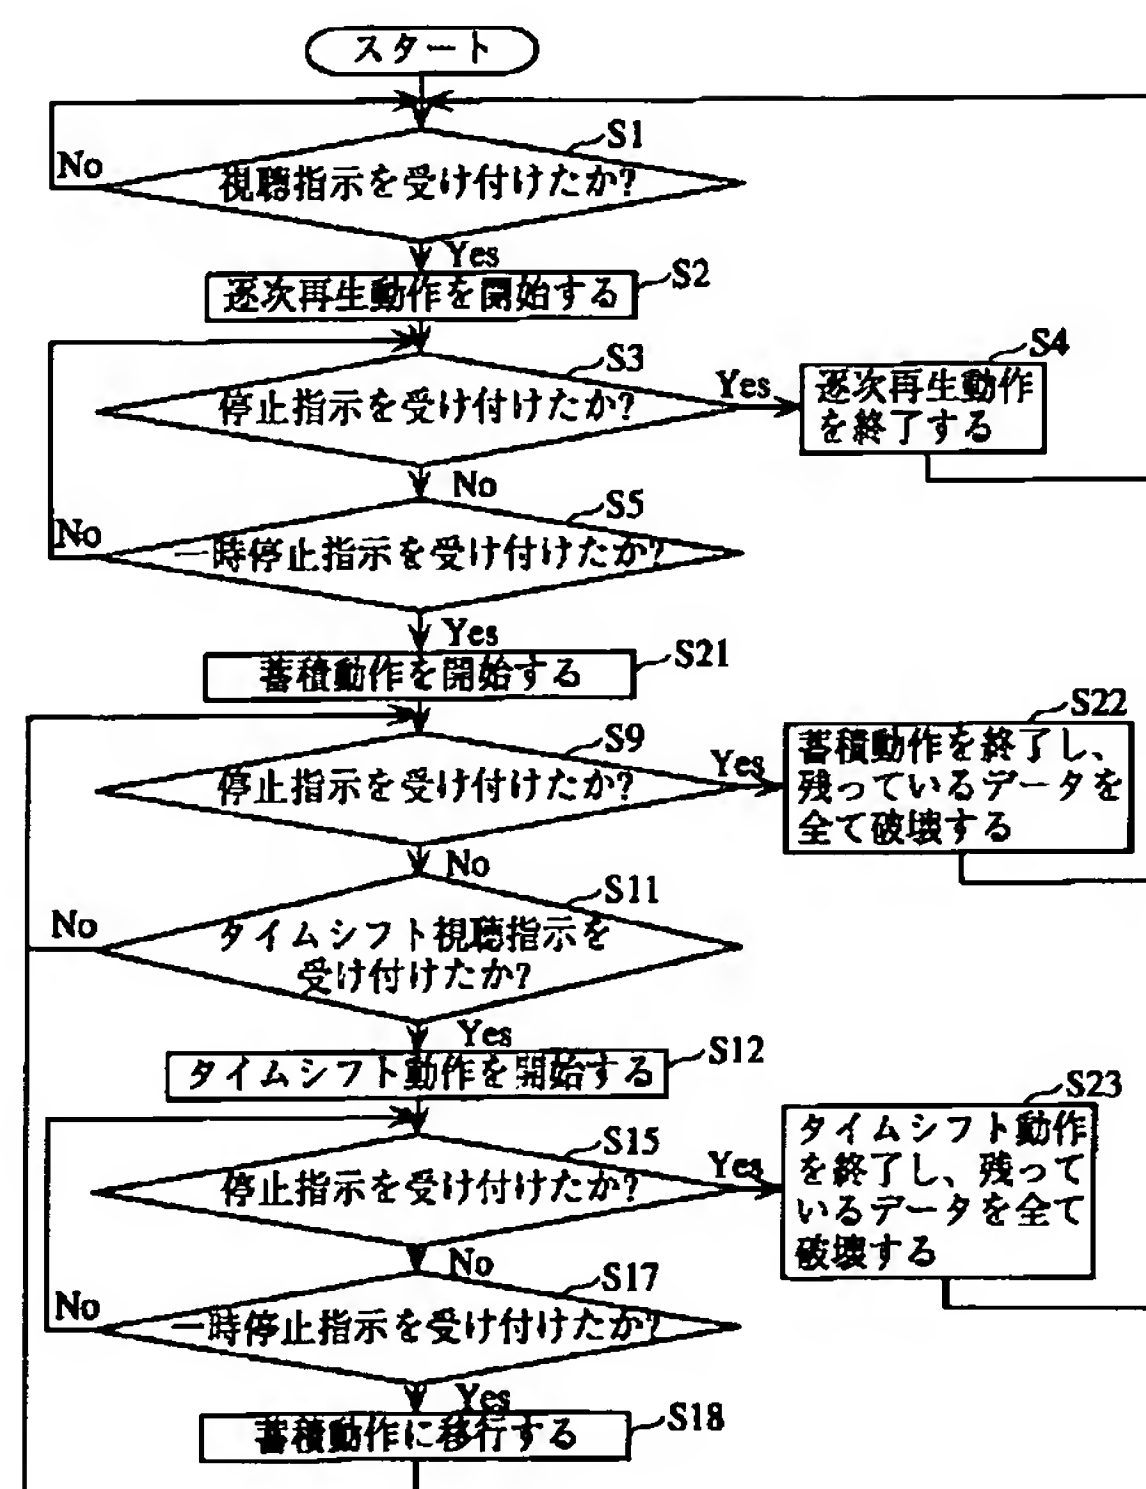 スタート
S1
No
視聴指示を受け付けたか?
Yes
S2
逐次再生動作を開始する
S3
停止指示を受け付けたか?
Yes
S4
逐次再生動作
を終了する
No
S5
No
一時停止指示を受け付けたか?
Yes
S21
蓄積動作を開始する
S9
停止指示を受け付けたか?
Yes
S22
蓄積動作を終了し、
残っているデータを
全て破壊する
No
S11
No
タイムシフト視聴指示を
受け付けたか?
Yes
S12
タイムシフト動作を開始する
S15
停止指示を受け付けたか?
Yes
S23
タイムシフト動作
を終了し、残って
いるデータを全て
破壊する
No
S17
No
一時停止指示を受け付けたか?
Yes
S18
蓄積動作に移行する